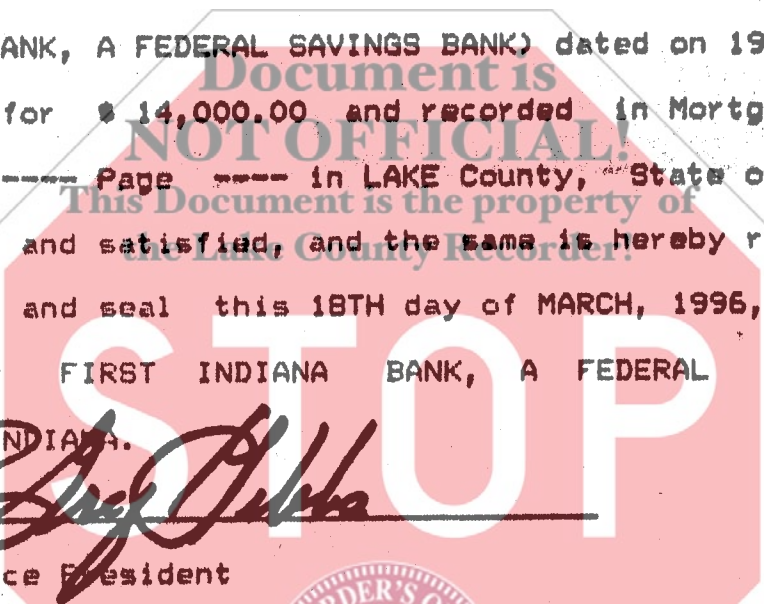 ANK, A FEDERAL SAVINGS BANK) dated on 19
Document is
for $ 14,000.00 and recorded in Mortg
NOT OFFICIAL!
---- Page ---- in LAKE County, State o
This Document is the property of
and satisfied, and the same is hereby r
the Lake County Recorder!
and seal this 18TH day of MARCH, 1996,
FIRST INDIANA BANK, A FEDERAL
STOP
NDIANA.
Greg Gibbs
ce President
RDER'S O